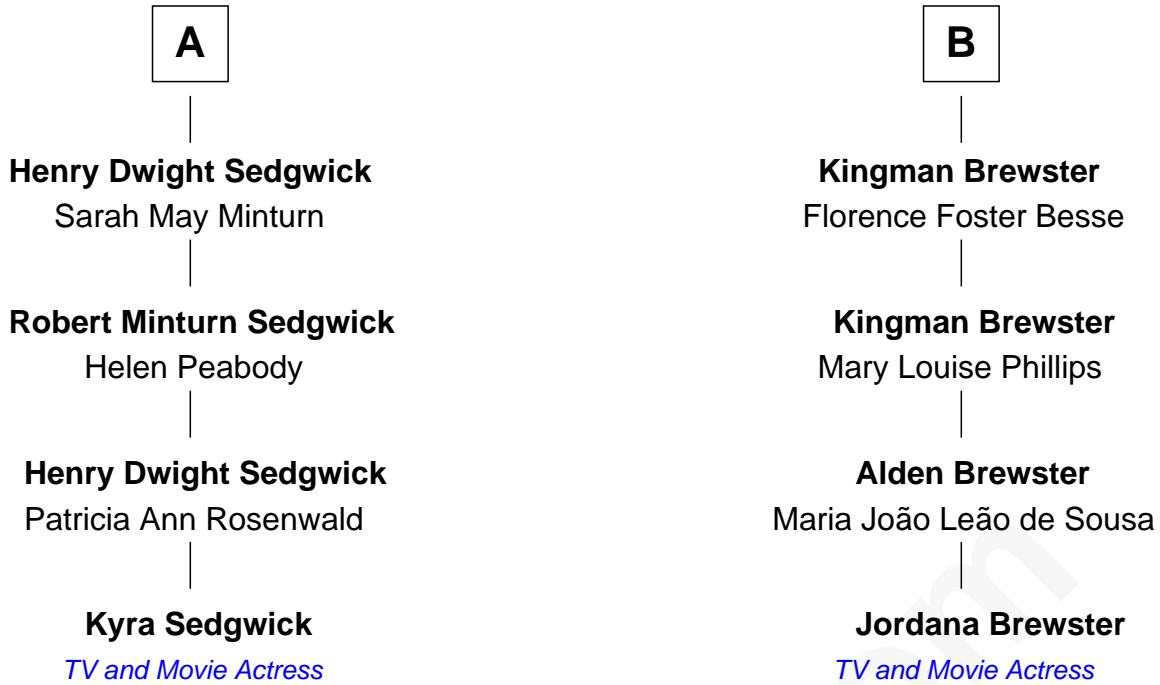 A
B
Henry Dwight Sedgwick
Sarah May Minturn
Kingman Brewster
Florence Foster Besse
Robert Minturn Sedgwick
Helen Peabody
Kingman Brewster
Mary Louise Phillips
Henry Dwight Sedgwick
Patricia Ann Rosenwald
Alden Brewster
Maria João Leão de Sousa
Kyra Sedgwick
TV and Movie Actress
Jordana Brewster
TV and Movie Actress